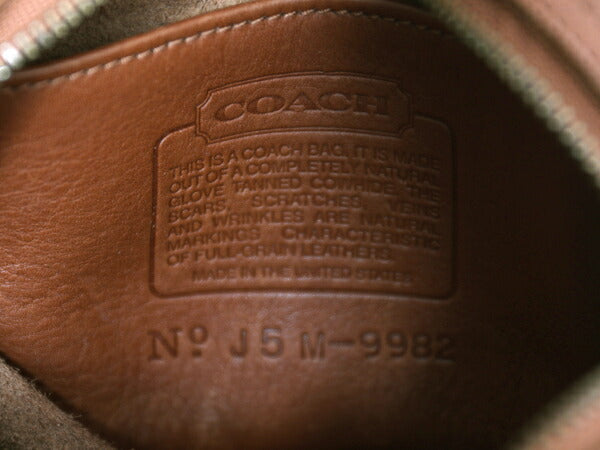 COACH
THIS IS A COACH BAG. IT IS MADE
OUT OF A COMPLETELY NATURAL
GLOVE TANNED COWHIDE. THE
SCARS, SCRATCHES, VEINS
AND WRINKLES ARE NATURAL
MARKINGS CHARACTERISTIC
OF FULL-GRAIN LEATHERS.
MADE IN THE UNITED STATES
Nº J5M-9982